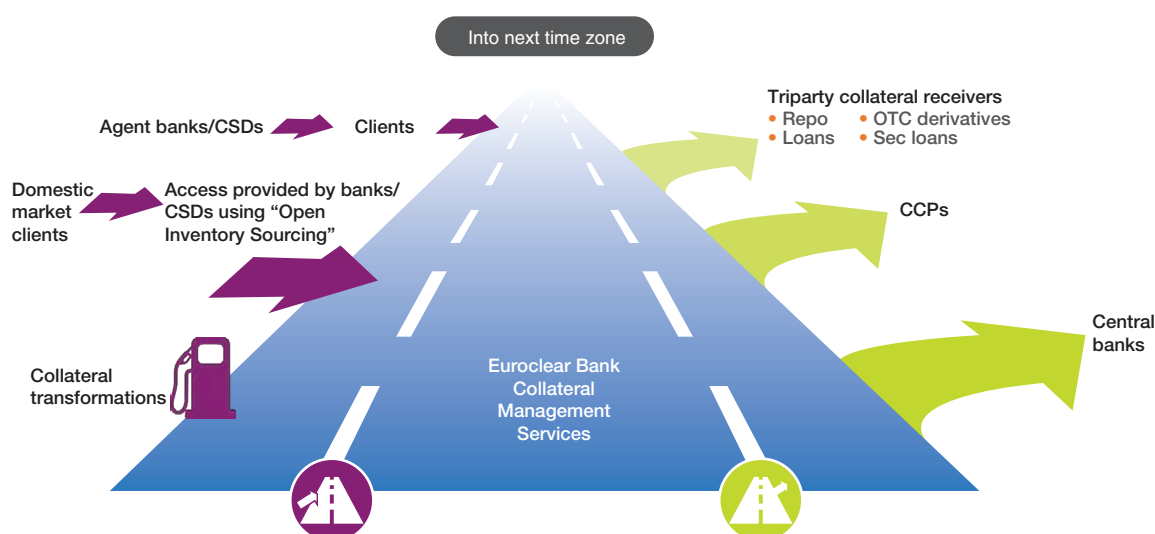 Into next time zone
Agent banks/CSDs
Clients
Triparty collateral receivers
• Repo
• OTC derivatives
• Loans
• Sec loans
Domestic
market
clients
Access provided by banks/
CSDs using “Open
Inventory Sourcing”
CCPs
Central
banks
Collateral
transformations
Euroclear Bank
Collateral
Management
Services